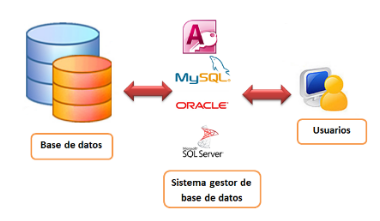 A
MySQL
ORACLE
Base de datos
Usuarios
Microsoft
SQL Server
Sistema gestor de
base de datos